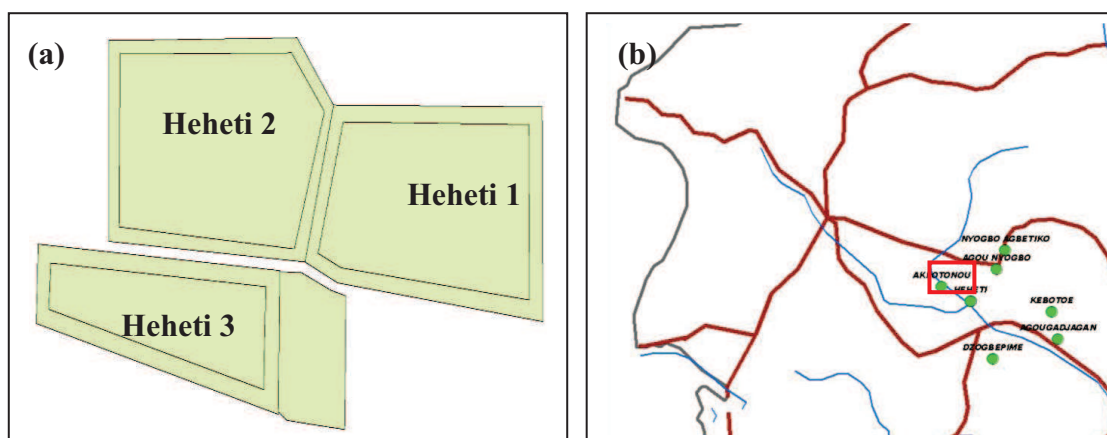 (a)
Heheti 2
Heheti 1
Heheti 3
(b)
NYOGBO AGBETIKO
AGOU NYOGBO
HEHETI
KEBOTOE
AGOUGADJAGAN
DZOGBEPIME